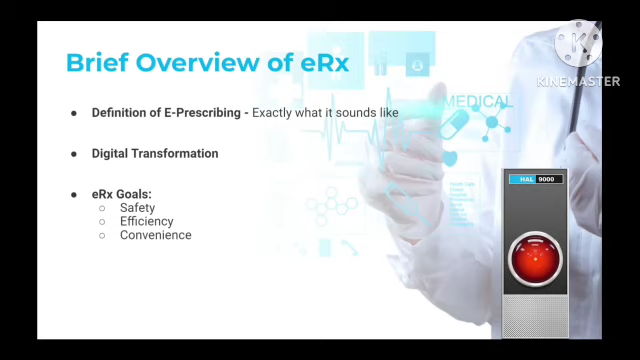 Brief Overview of eRx
KINEMASTER
MEDICAL
● Definition of E-Prescribing - Exactly what it sounds like
● Digital Transformation
HAL 9000
● eRx Goals:
○ Safety
○ Efficiency
○ Convenience